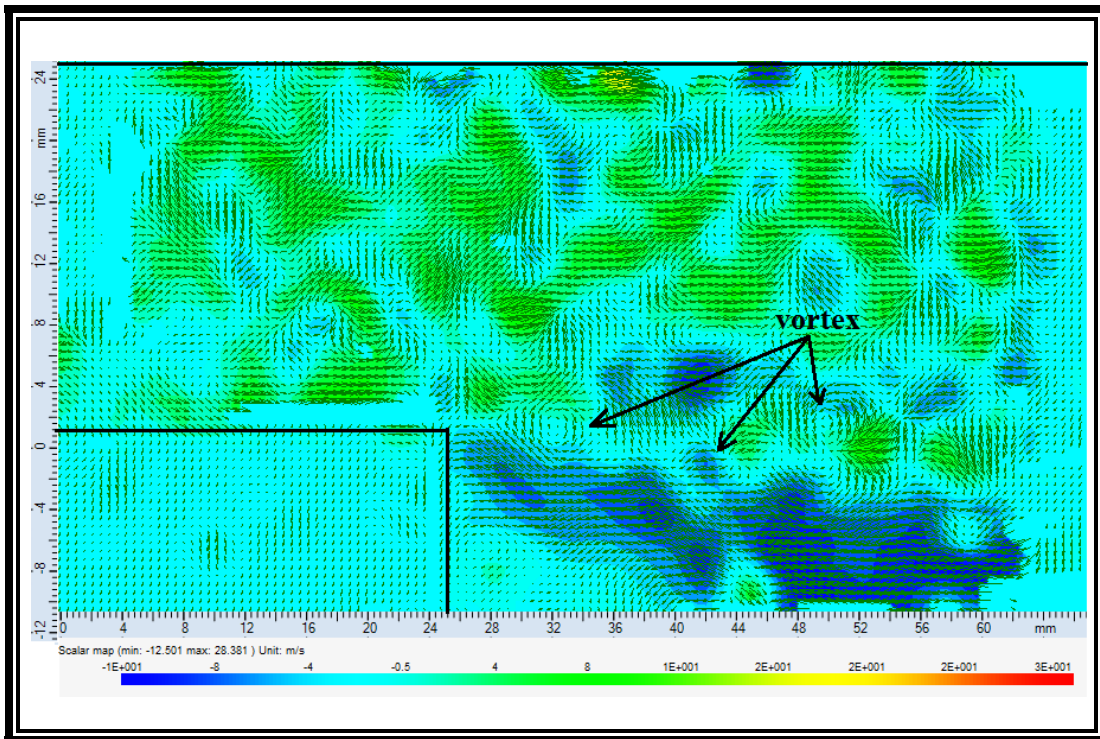 24
mm
20
16
12
8
4
0
-4
-8
-12
vortex
0 4 8 12 16 20 24 28 32 36 40 44 48 52 56 60 mm
Scalar map (min: -12.501 max: 28.381 ) Unit: m/s
-1E+001 -8 -4 -0.5 4 8 1E+001 2E+001 2E+001 2E+001 3E+001